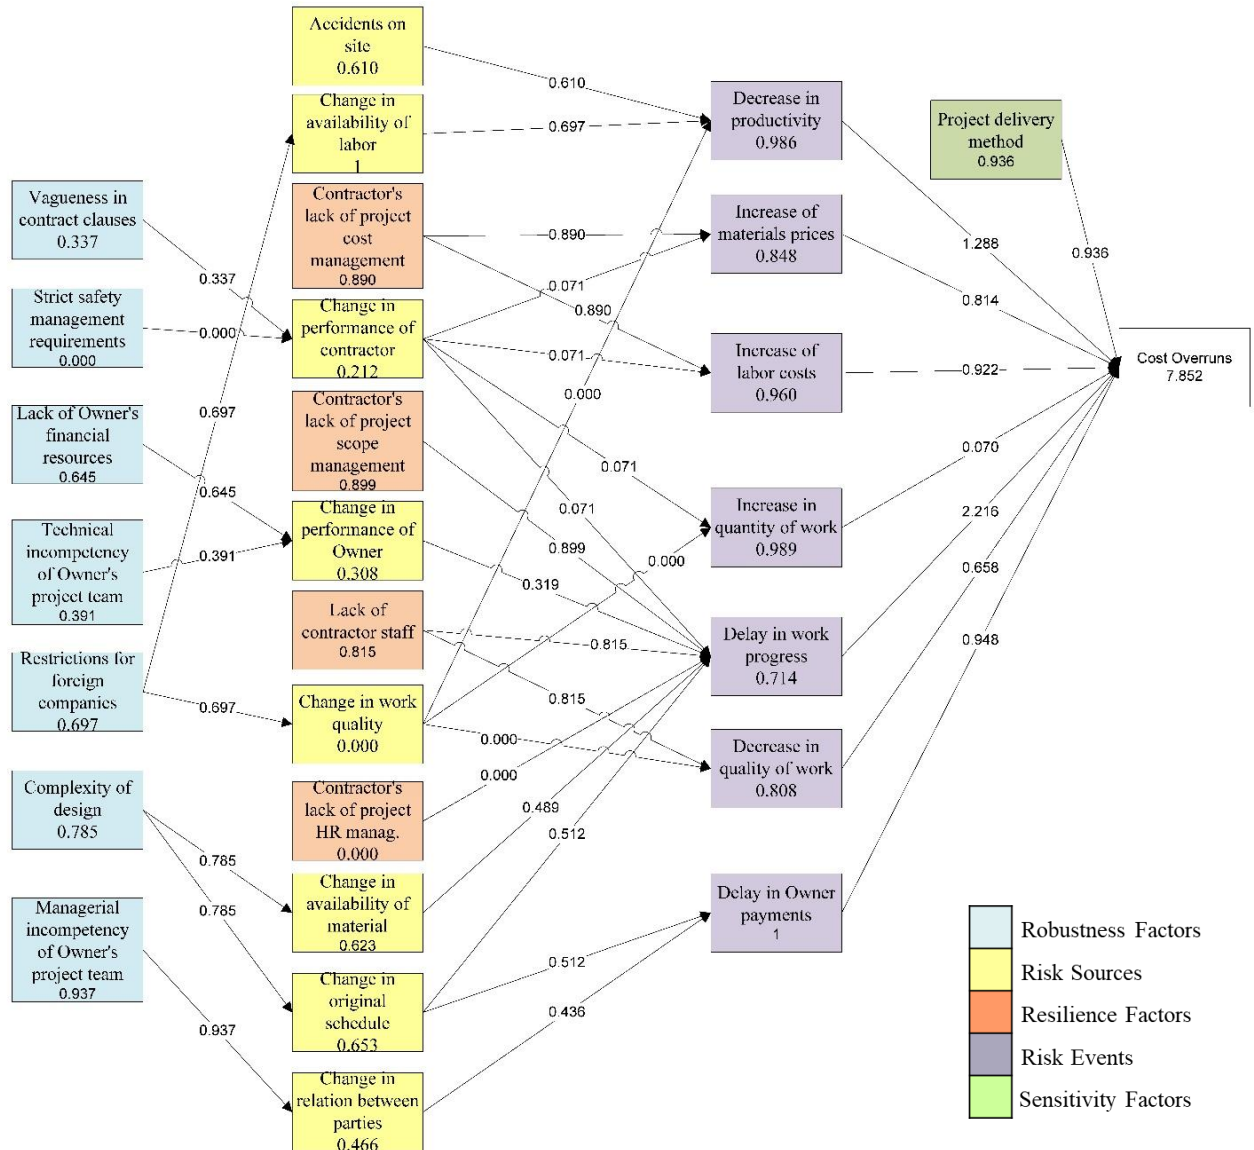 Accidents on
site
0.610
Change in
availability of
labor
1
Contractor's
lack of project
cost
management
0.890
Change in
performance of
contractor
0.212
Contractor's
lack of project
scope
management
0.899
Change in
performance of
Owner
0.308
Lack of
contractor staff
0.815
Change in work
quality
0.000
Contractor's
lack of project
HR manag.
0.000
Change in
availability of
material
0.623
Change in
original
schedule
0.653
Change in
relation between
parties
0.466
Vagueness in
contract clauses
0.337
Strict safety
management
requirements
0.000
Lack of Owner's
financial
resources
0.645
Technical
incompetency
of Owner's
project team
0.391
Restrictions for
foreign
companies
0.697
Complexity of
design
0.785
Managerial
incompetency
of Owner's
project team
0.937
0.337
0.000
0.697
0.645
0.391
0.697
0.785
0.785
0.937
0.610
0.697
0.890
0.071
0.890
0.071
0.000
0.071
0.071
0.899
0.000
0.319
0.815
0.815
0.000
0.000
0.489
0.512
0.512
0.436
Decrease in
productivity
0.986
Increase of
materials prices
0.848
Increase of
labor costs
0.960
Increase in
quantity of work
0.989
Delay in work
progress
0.714
Decrease in
quality of work
0.808
Delay in Owner
payments
1
Project delivery
method
0.936
1.288
0.936
0.814
0.922
0.070
2.216
0.658
0.948
Cost Overruns
7.852
Robustness Factors
Risk Sources
Resilience Factors
Risk Events
Sensitivity Factors